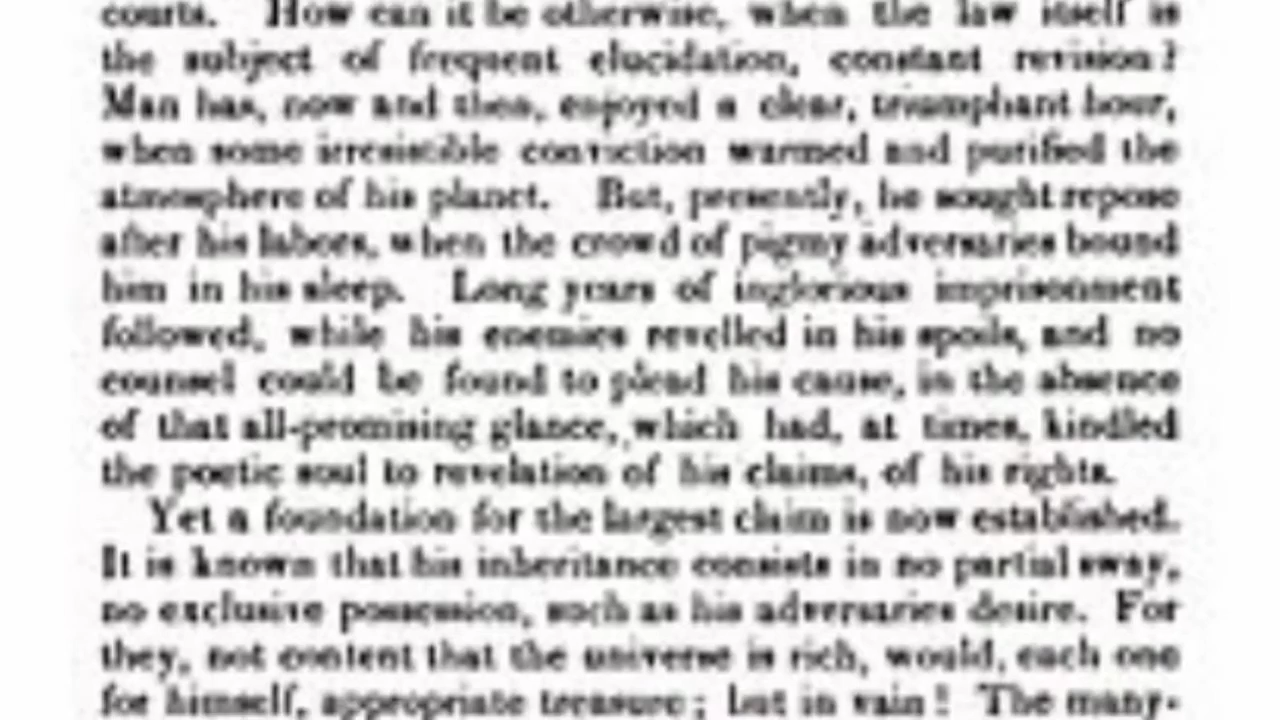 courts. How can it be otherwise, when the law itself is
the subject of frequent elucidation, constant revision?
Man has, now and then, enjoyed a clear, triumphant hour,
when some irresistible conviction warmed and purified the
atmosphere of his planet. But, presently, he sought repose
after his labors, when the crowd of pigmy adversaries bound
him in his sleep. Long years of inglorious imprisonment
followed, while his enemies revelled in his spoils, and no
counsel could be found to plead his cause, in the absence
of that all-promising glance, which had, at times, kindled
the poetic soul to revelation of his claims, of his rights.
Yet a foundation for the largest claim is now established.
It is known that his inheritance consists in no partial sway,
no exclusive possession, such as his adversaries desire. For
they, not content that the universe is rich, would, each one
for himself, appropriate treasure; but in vain! The many-